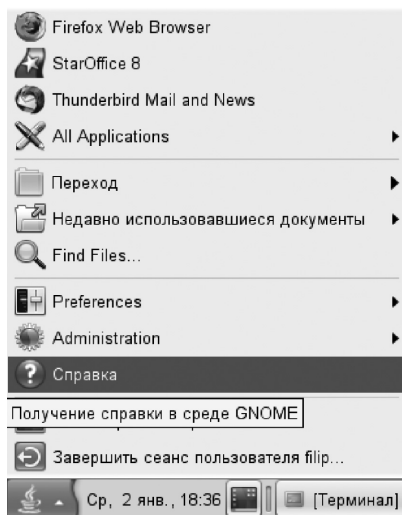 Firefox Web Browser
StarOffice 8
Thunderbird Mail and News
All Applications
Переход
Недавно использовавшиеся документы
Find Files...
Preferences
Administration
Справка
Получение справки в среде GNOME
Завершить сеанс пользователя filip...
Ср, 2 янв., 18:36 [Терминал]